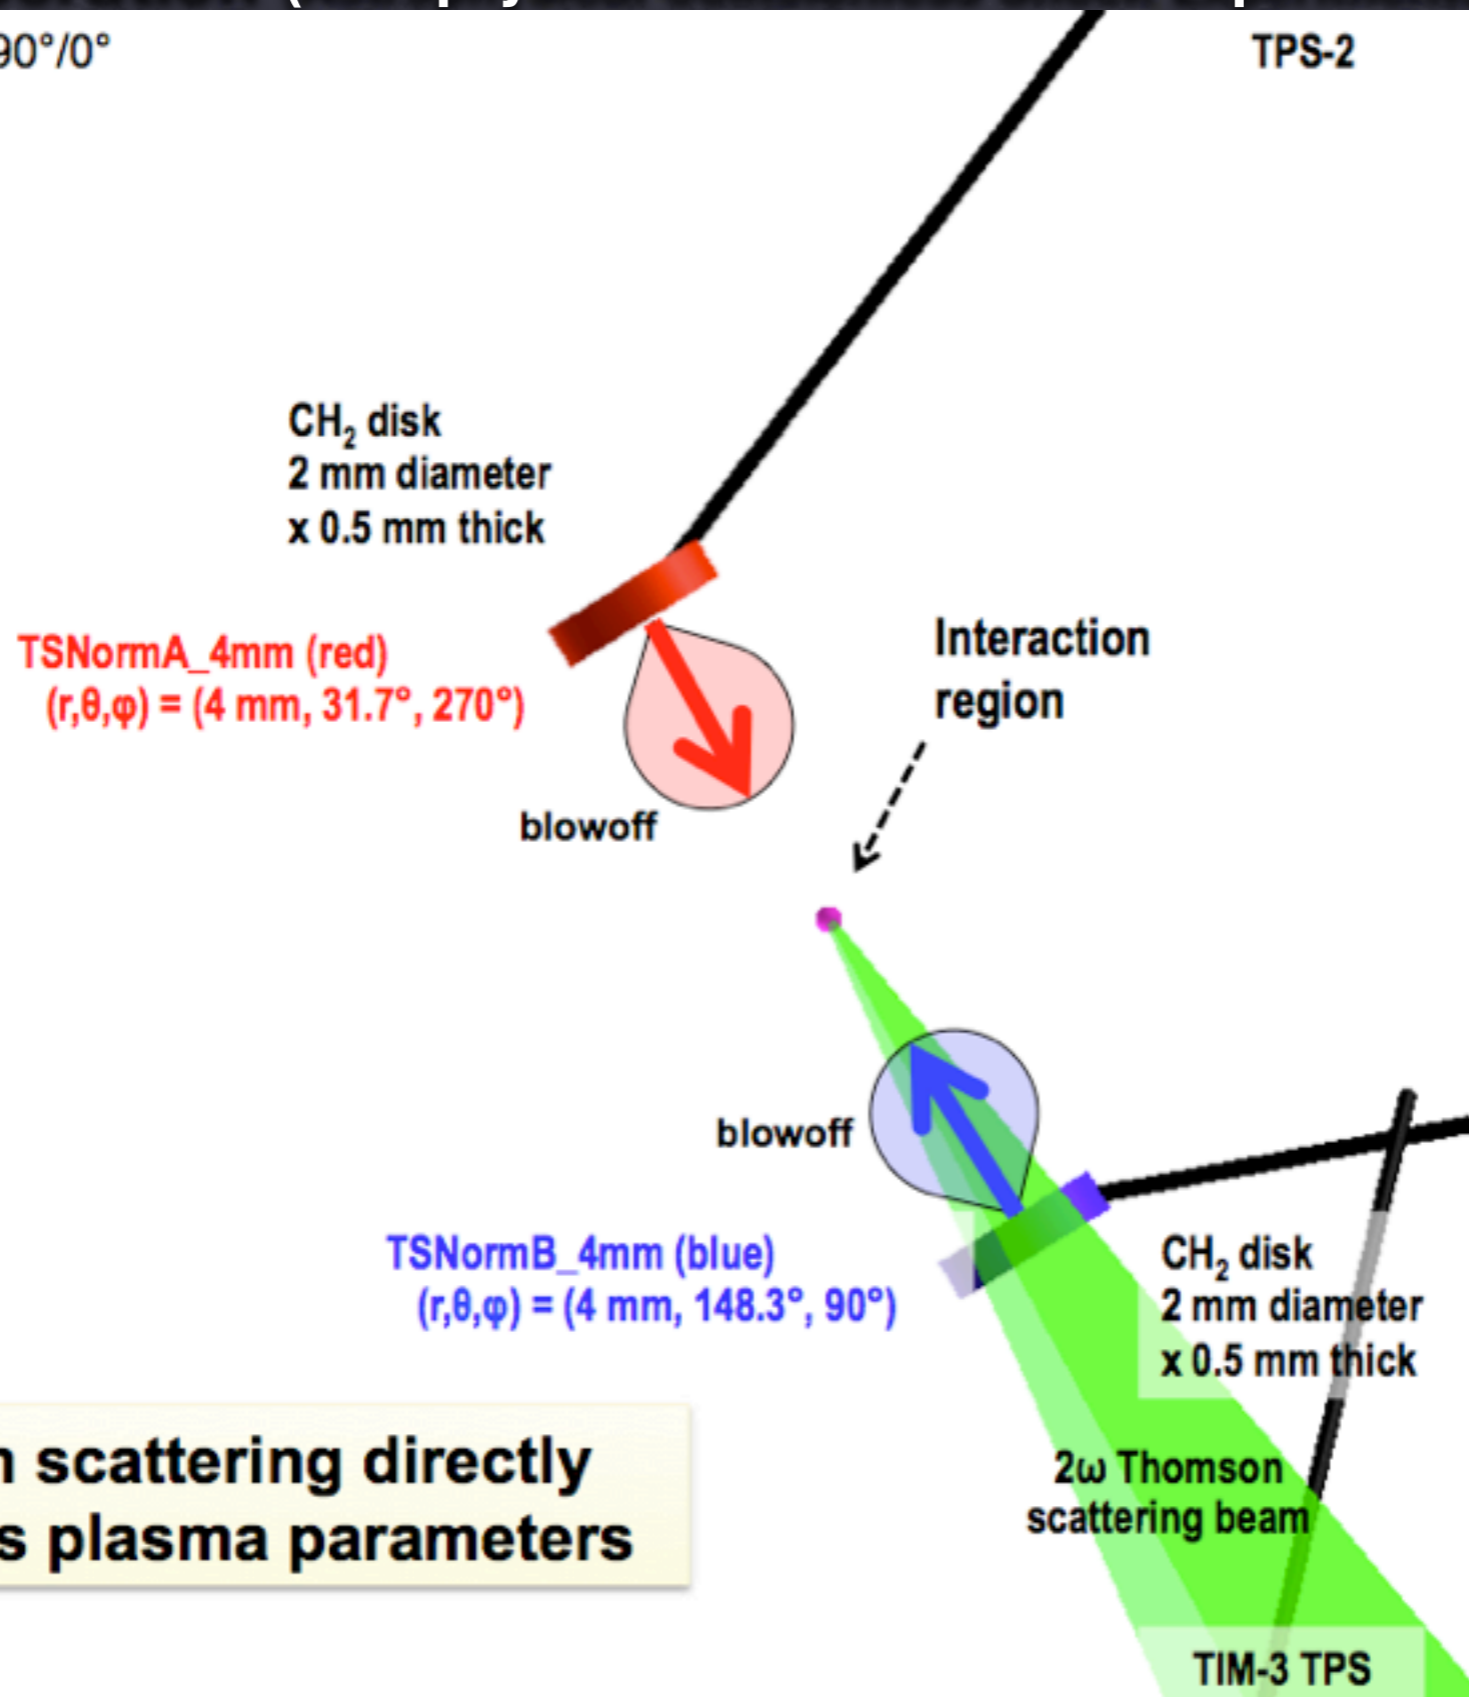 90°/0°
TPS-2
CH₂ disk
2 mm diameter
x 0.5 mm thick
TSNormA_4mm (red)
(r,θ,φ) = (4 mm, 31.7°, 270°)
Interaction
region
blowoff
blowoff
TSNormB_4mm (blue)
(r,θ,φ) = (4 mm, 148.3°, 90°)
CH₂ disk
2 mm diameter
x 0.5 mm thick
scattering directly
plasma parameters
2ω Thomson
scattering beam
TIM-3 TPS